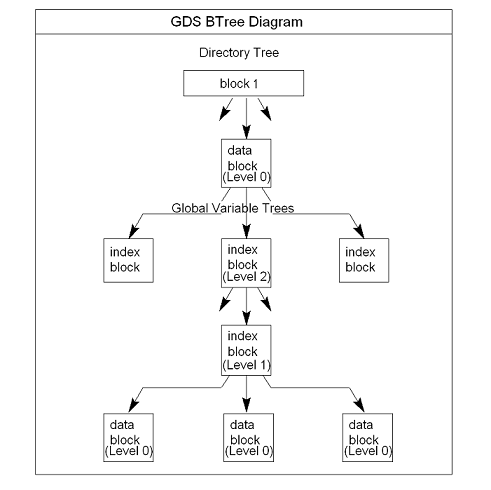 GDS BTree Diagram
Directory Tree
block 1
data
block
(Level 0)
Global Variable Trees
index
block
index
block
(Level 2)
index
block
index
block
(Level 1)
data
block
(Level 0)
data
block
(Level 0)
data
block
(Level 0)